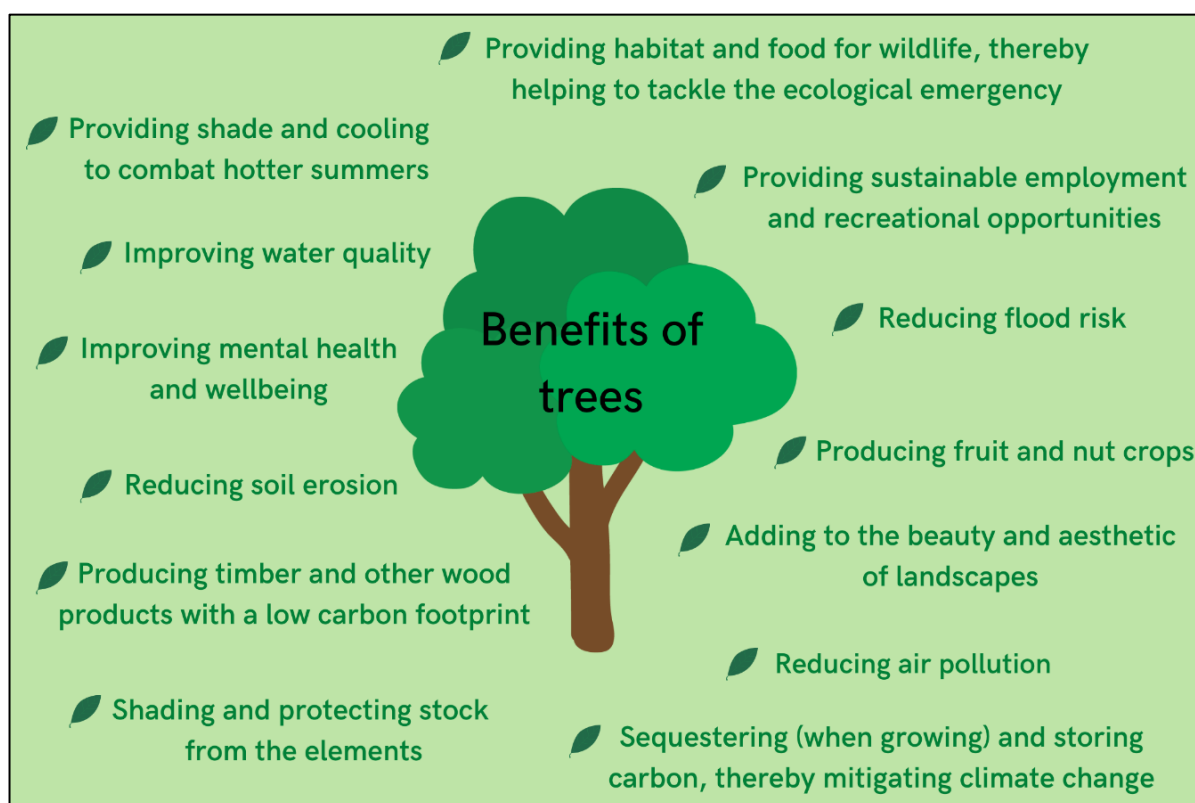 Providing habitat and food for wildlife, thereby
helping to tackle the ecological emergency
Providing shade and cooling
to combat hotter summers
Providing sustainable employment
and recreational opportunities
Improving water quality
Benefits of
trees
Reducing flood risk
Improving mental health
and wellbeing
Producing fruit and nut crops
Reducing soil erosion
Adding to the beauty and aesthetic
of landscapes
Producing timber and other wood
products with a low carbon footprint
Reducing air pollution
Shading and protecting stock
from the elements
Sequestering (when growing) and storing
carbon, thereby mitigating climate change